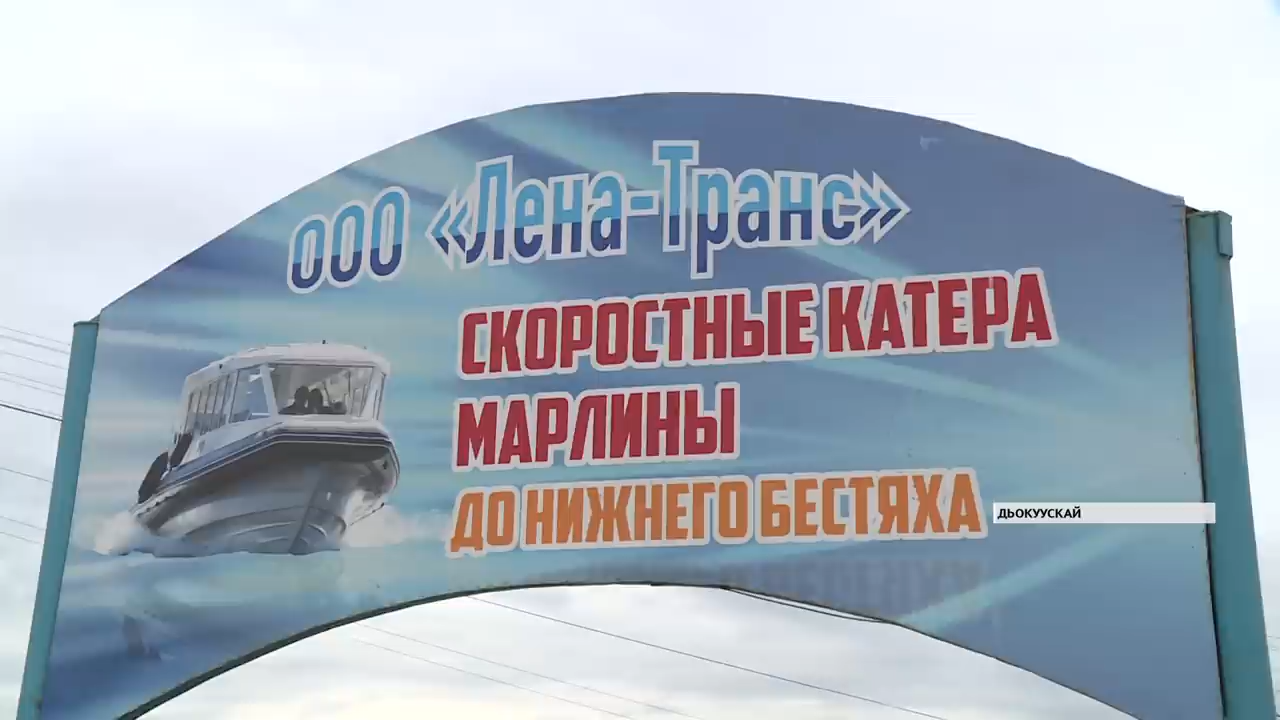 ООО «Лена-Транс»
СКОРОСТНЫЕ КАТЕРА
МАРЛИНЫ
ДО НИЖНЕГО БЕСТЯХА
ДЬОКУУСКАЙ